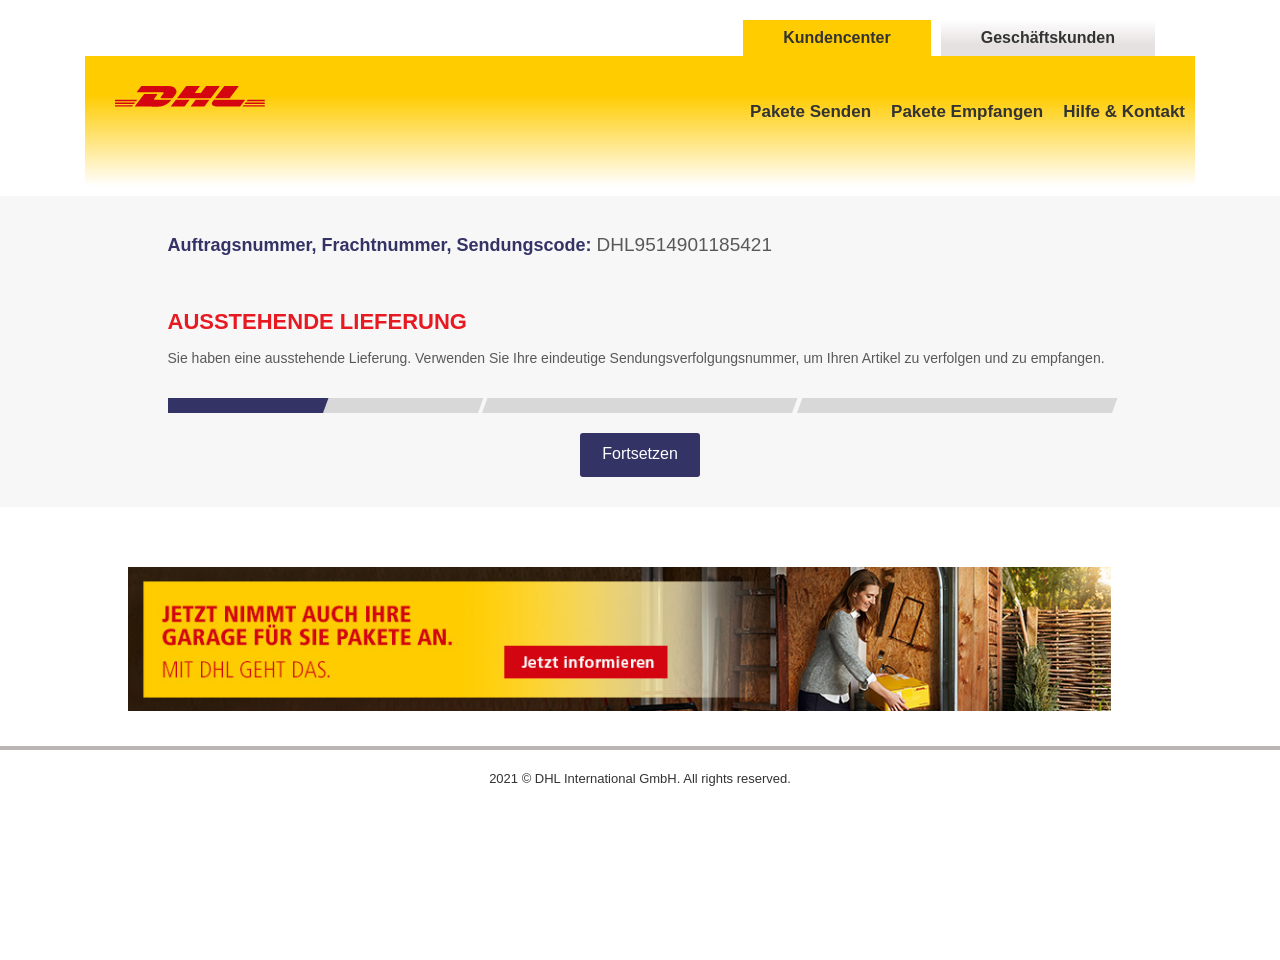 Kundencenter
Geschäftskunden
DHL
Pakete Senden
Pakete Empfangen
Hilfe & Kontakt
Auftragsnummer, Frachtnummer, Sendungscode: DHL9514901185421
AUSSTEHENDE LIEFERUNG
Sie haben eine ausstehende Lieferung. Verwenden Sie Ihre eindeutige Sendungsverfolgungsnummer, um Ihren Artikel zu verfolgen und zu empfangen.
Fortsetzen
JETZT NIMMT AUCH IHRE
GARAGE FÜR SIE PAKETE AN.
MIT DHL GEHT DAS.
Jetzt informieren
2021 © DHL International GmbH. All rights reserved.